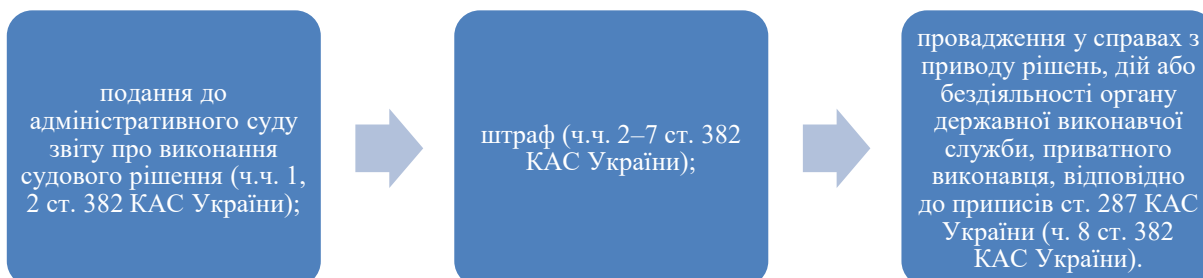 подання до
адміністративного суду
звіту про виконання
судового рішення (ч.ч. 1,
2 ст. 382 КАС України);
штраф (ч.ч. 2–7 ст. 382
КАС України);
провадження у справах з
приводу рішень, дій або
бездіяльності органу
державної виконавчої
служби, приватного
виконавця, відповідно
до приписів ст. 287 КАС
України (ч. 8 ст. 382
КАС України).